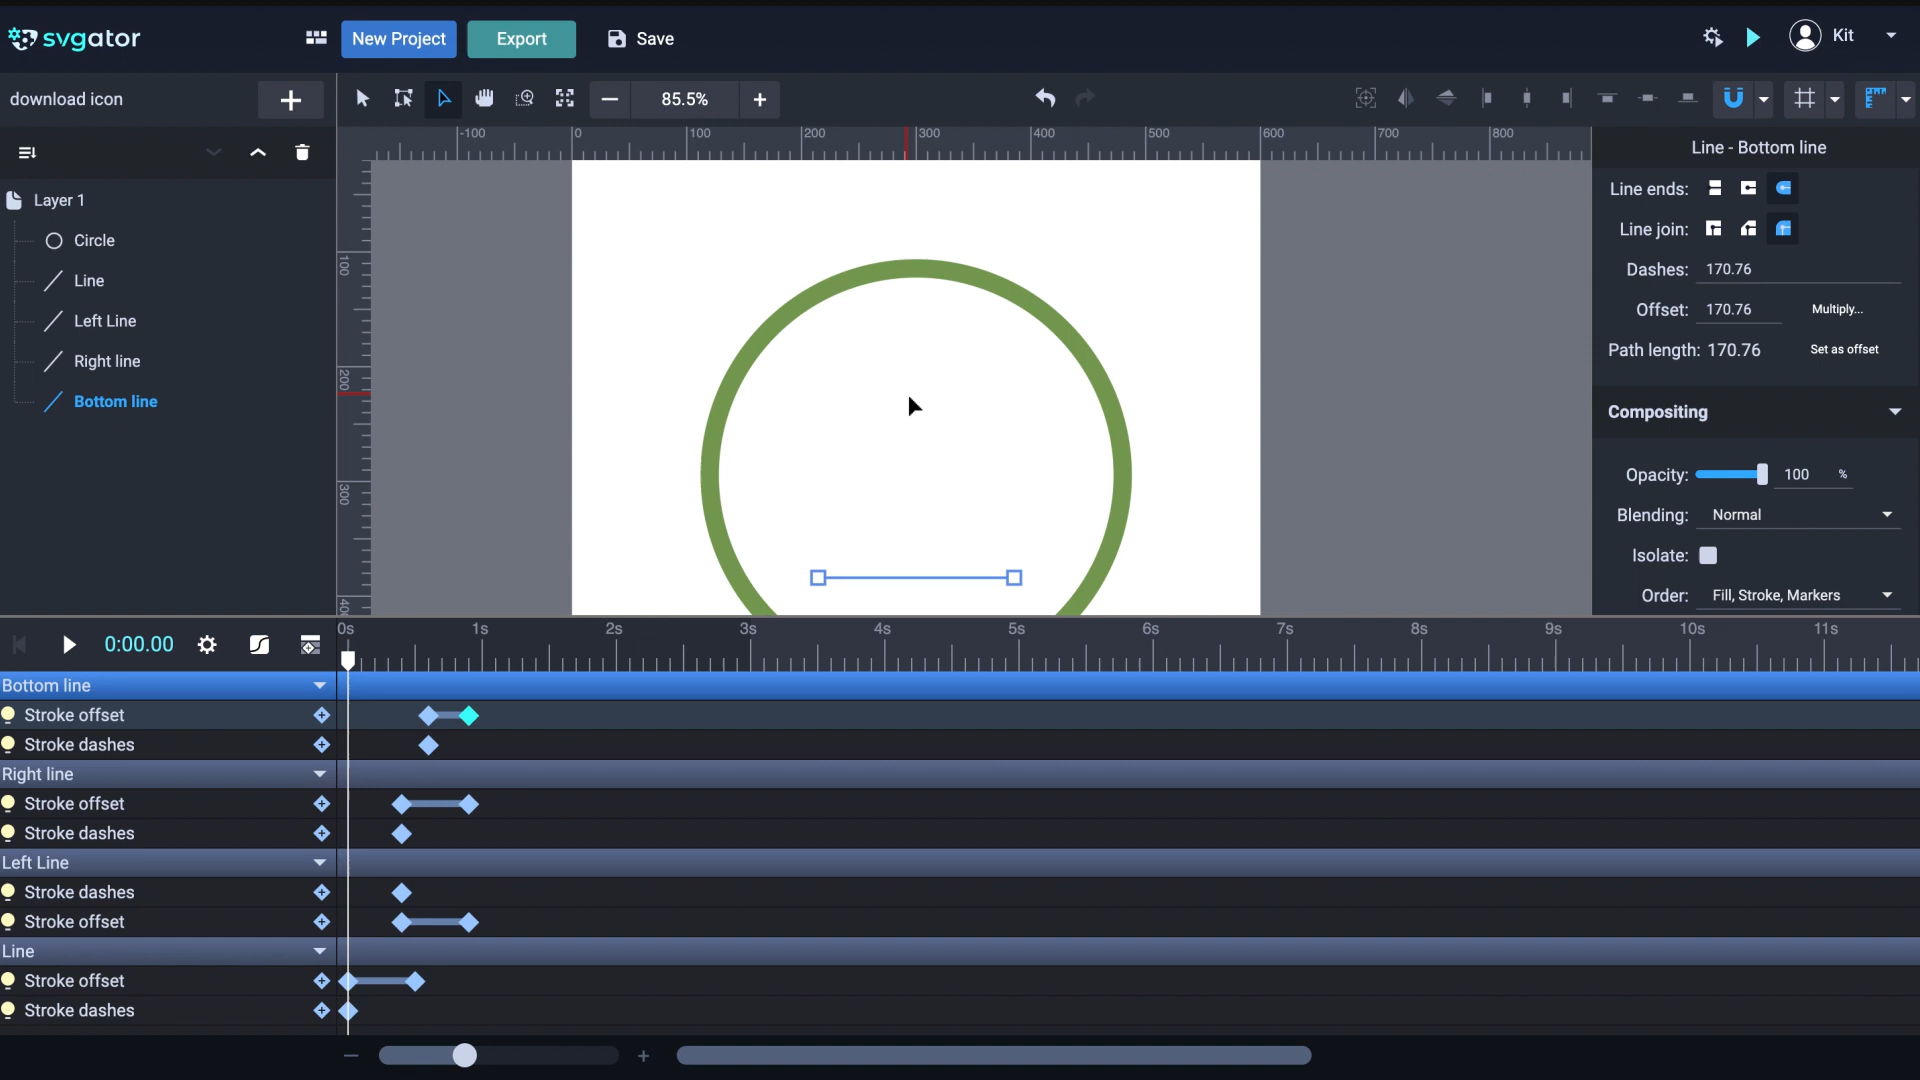 svgator
New Project
Export
Save
Kit
download icon
85.5%
-100
0
100
200
300
400
500
600
700
800
Line - Bottom line
Layer 1
Circle
Line
Left Line
Right line
Bottom line
100
200
300
400
Line ends:
Line join:
Dashes: 170.76
Offset: 170.76 Multiply...
Path length: 170.76 Set as offset
Compositing
Opacity: 100 %
Blending: Normal
Isolate:
Order: Fill, Stroke, Markers
0:00.00
0s
1s
2s
3s
4s
5s
6s
7s
8s
9s
10s
11s
Bottom line
Stroke offset
Stroke dashes
Right line
Stroke offset
Stroke dashes
Left Line
Stroke dashes
Stroke offset
Line
Stroke offset
Stroke dashes